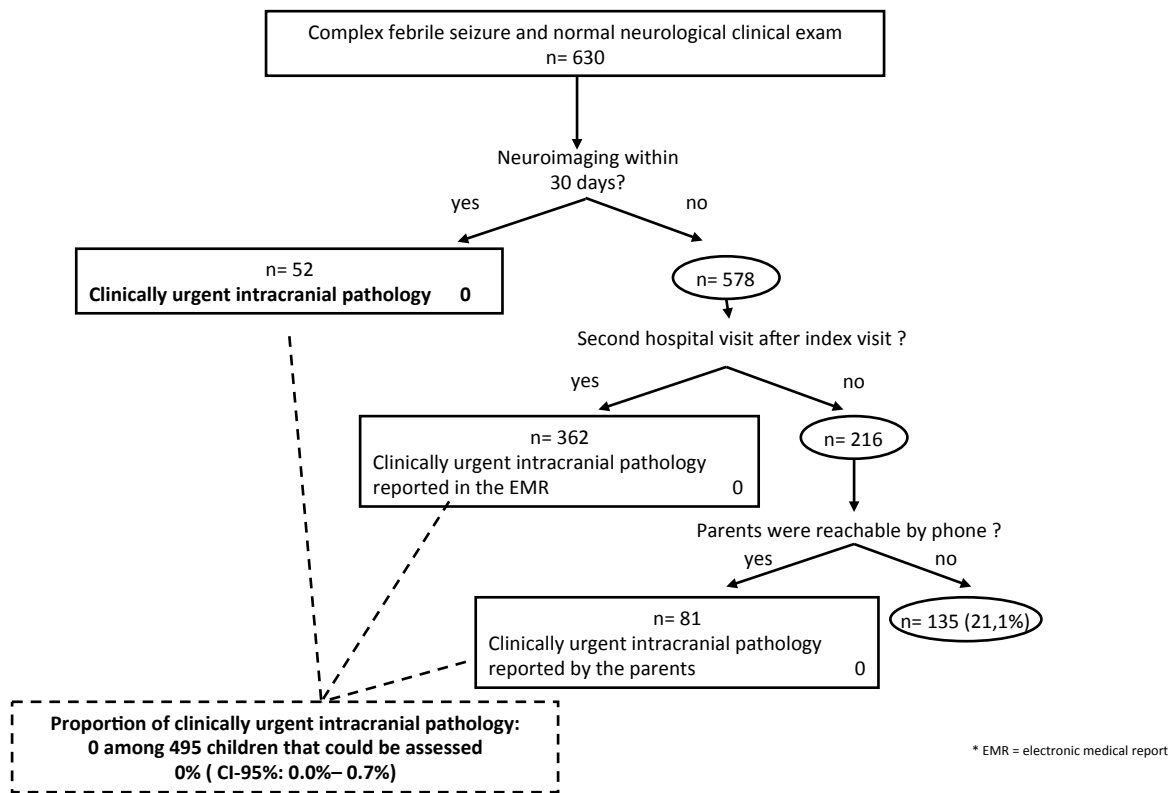 Complex febrile seizure and normal neurological clinical exam
n= 630
Neuroimaging within
30 days?
yes
no
n= 52
Clinically urgent intracranial pathology 0
n= 578
Second hospital visit after index visit ?
yes
no
n= 362
Clinically urgent intracranial pathology
reported in the EMR 0
n= 216
Parents were reachable by phone ?
yes
no
n= 81
Clinically urgent intracranial pathology
reported by the parents 0
n= 135 (21,1%)
Proportion of clinically urgent intracranial pathology:
0 among 495 children that could be assessed
0% ( CI-95%: 0.0%– 0.7%)
* EMR = electronic medical report